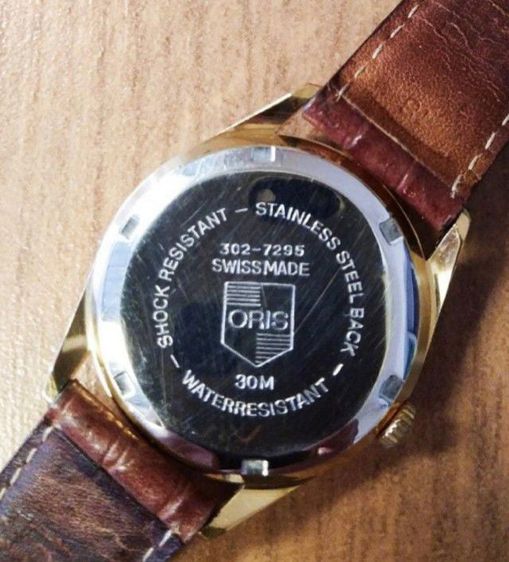 SHOCK RESISTANT - STAINLESS STEEL BACK -
302-7295
SWISS MADE
ORIS
30M
WATERRESISTANT -